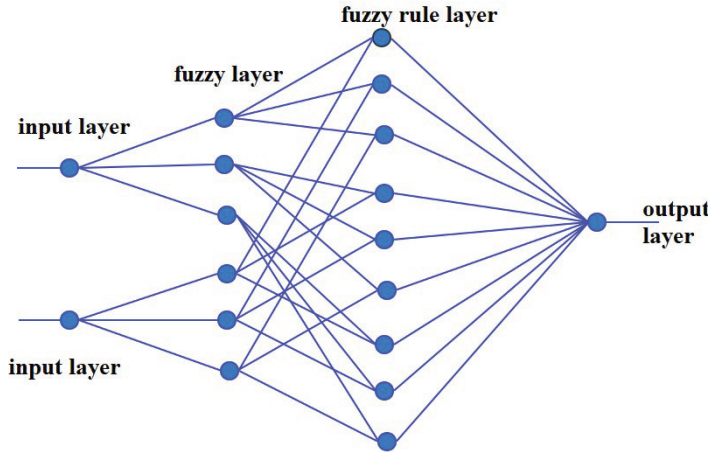 fuzzy rule layer
fuzzy layer
input layer
output
layer
input layer